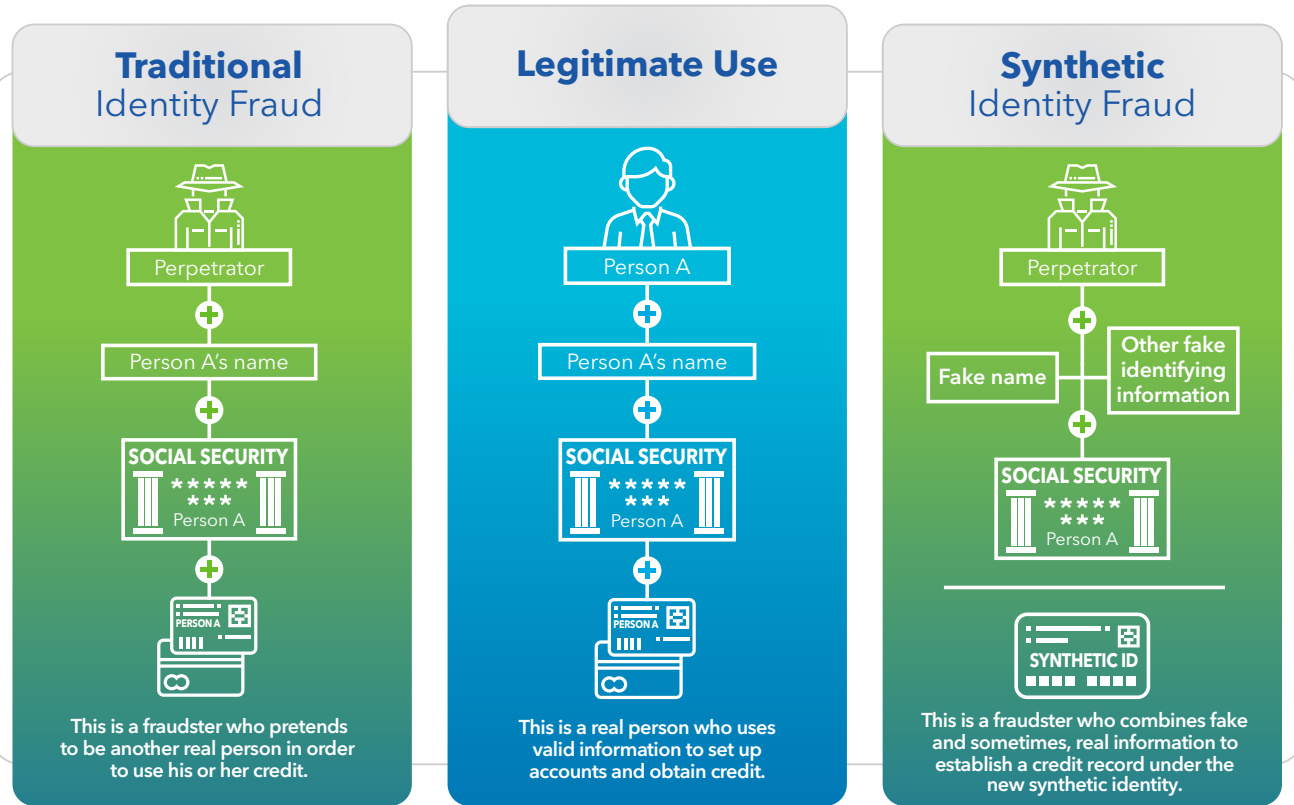 Traditional
Identity Fraud
Perpetrator
Person A's name
SOCIAL SECURITY
*****
***
Person A
PERSON A
This is a fraudster who pretends
to be another real person in order
to use his or her credit.
Legitimate Use
Person A
Person A's name
SOCIAL SECURITY
*****
***
Person A
PERSON A
This is a real person who uses
valid information to set up
accounts and obtain credit.
Synthetic
Identity Fraud
Perpetrator
Fake name
Other fake
identifying
information
SOCIAL SECURITY
*****
***
Person A
SYNTHETIC ID
This is a fraudster who combines fake
and sometimes, real information to
establish a credit record under the
new synthetic identity.